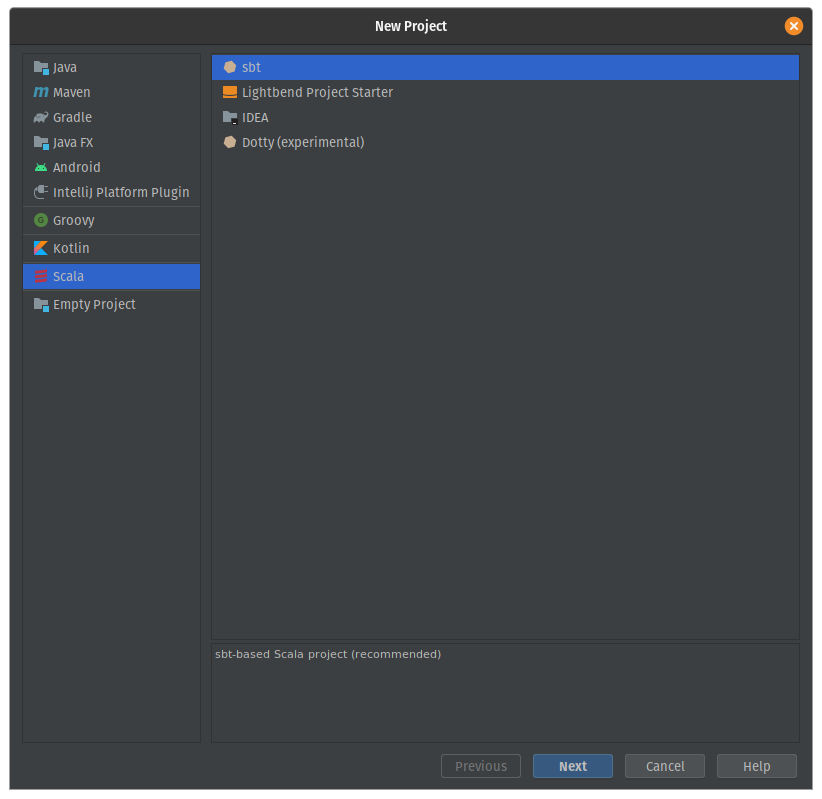 New Project
Java
Maven
Gradle
Java FX
Android
IntelliJ Platform Plugin
Groovy
Kotlin
Scala
Empty Project
sbt
Lightbend Project Starter
IDEA
Dotty (experimental)
sbt-based Scala project (recommended)
Previous
Next
Cancel
Help